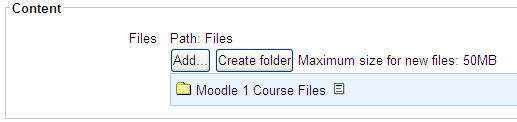 Content
Files Path: Files
Add... Create folder Maximum size for new files: 50MB
Moodle 1 Course Files